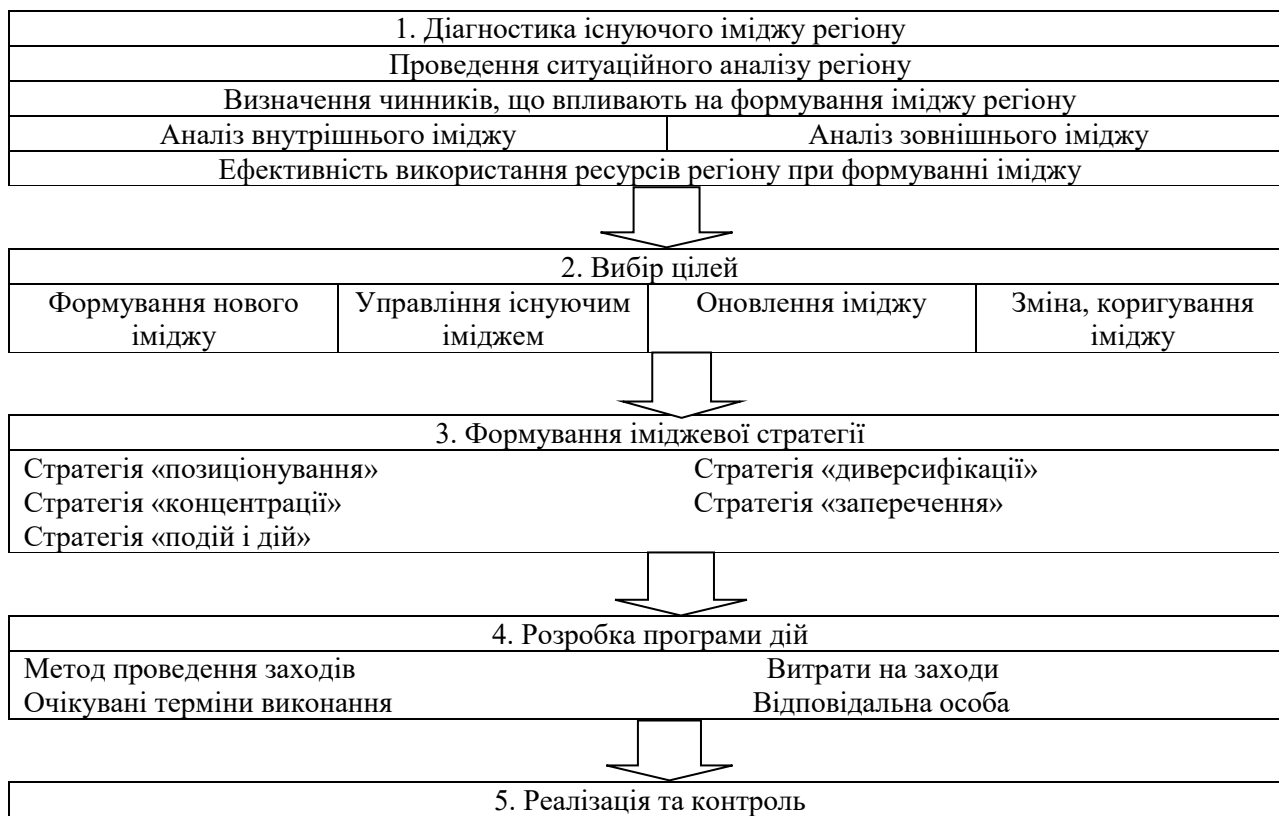 1. Діагностика існуючого іміджу регіону
Проведення ситуаційного аналізу регіону
Визначення чинників, що впливають на формування іміджу регіону
Аналіз внутрішнього іміджу
Аналіз зовнішнього іміджу
Ефективність використання ресурсів регіону при формуванні іміджу
2. Вибір цілей
Формування нового
іміджу
Управління існуючим
іміджем
Оновлення іміджу
Зміна, коригування
іміджу
3. Формування іміджевої стратегії
Стратегія «позиціонування»
Стратегія «концентрації»
Стратегія «подій і дій»
Стратегія «диверсифікації»
Стратегія «заперечення»
4. Розробка програми дій
Метод проведення заходів
Очікувані терміни виконання
Витрати на заходи
Відповідальна особа
5. Реалізація та контроль